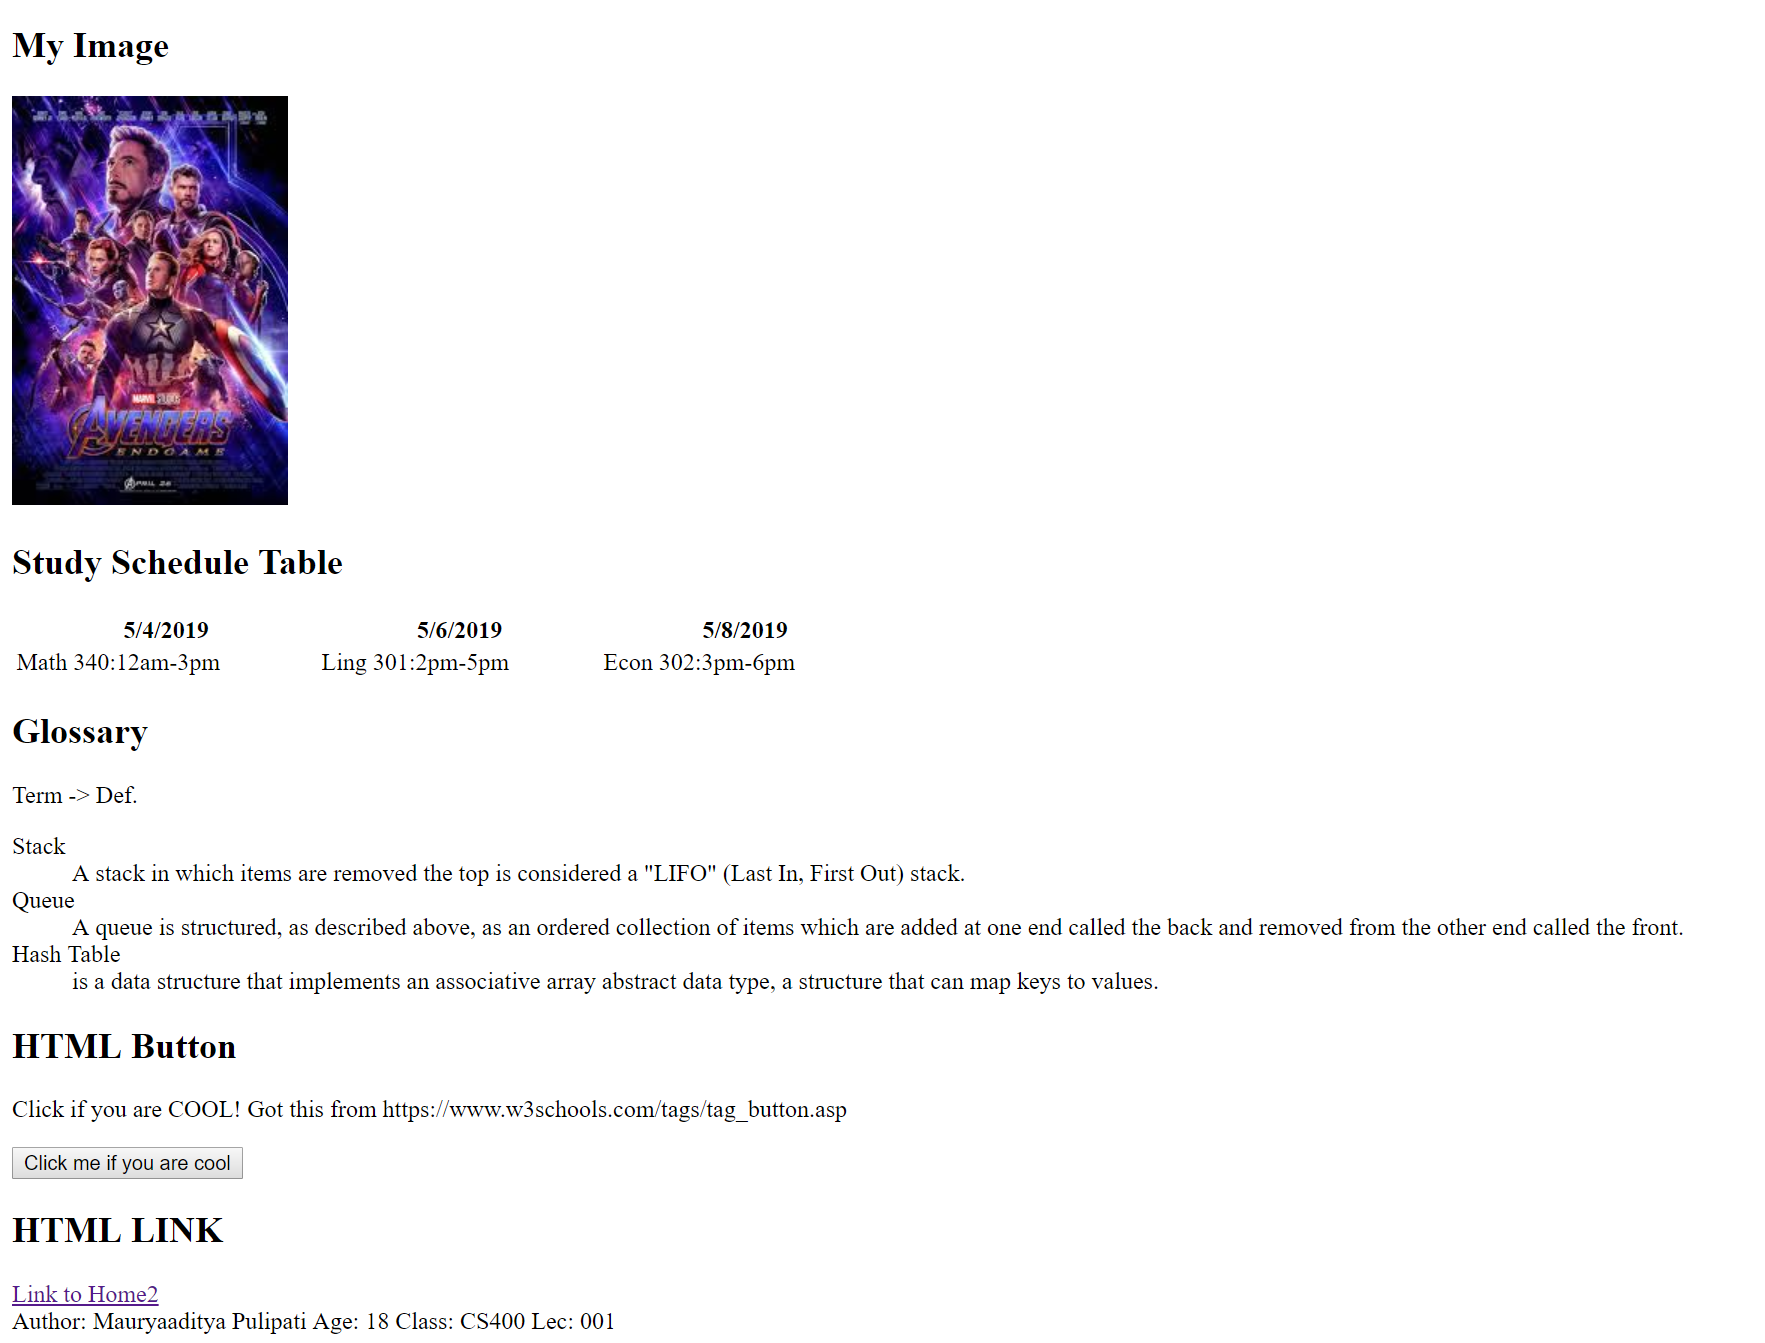 My Image
MARVEL STUDIOS
AVENGERS
ENDGAME
APRIL 26
Study Schedule Table
5/4/2019 5/6/2019 5/8/2019
Math 340:12am-3pm Ling 301:2pm-5pm Econ 302:3pm-6pm
Glossary
Term -> Def.
Stack
A stack in which items are removed the top is considered a "LIFO" (Last In, First Out) stack.
Queue
A queue is structured, as described above, as an ordered collection of items which are added at one end called the back and removed from the other end called the front.
Hash Table
is a data structure that implements an associative array abstract data type, a structure that can map keys to values.
HTML Button
Click if you are COOL! Got this from https://www.w3schools.com/tags/tag_button.asp
Click me if you are cool
HTML LINK
Link to Home2
Author: Mauryaaditya Pulipati Age: 18 Class: CS400 Lec: 001